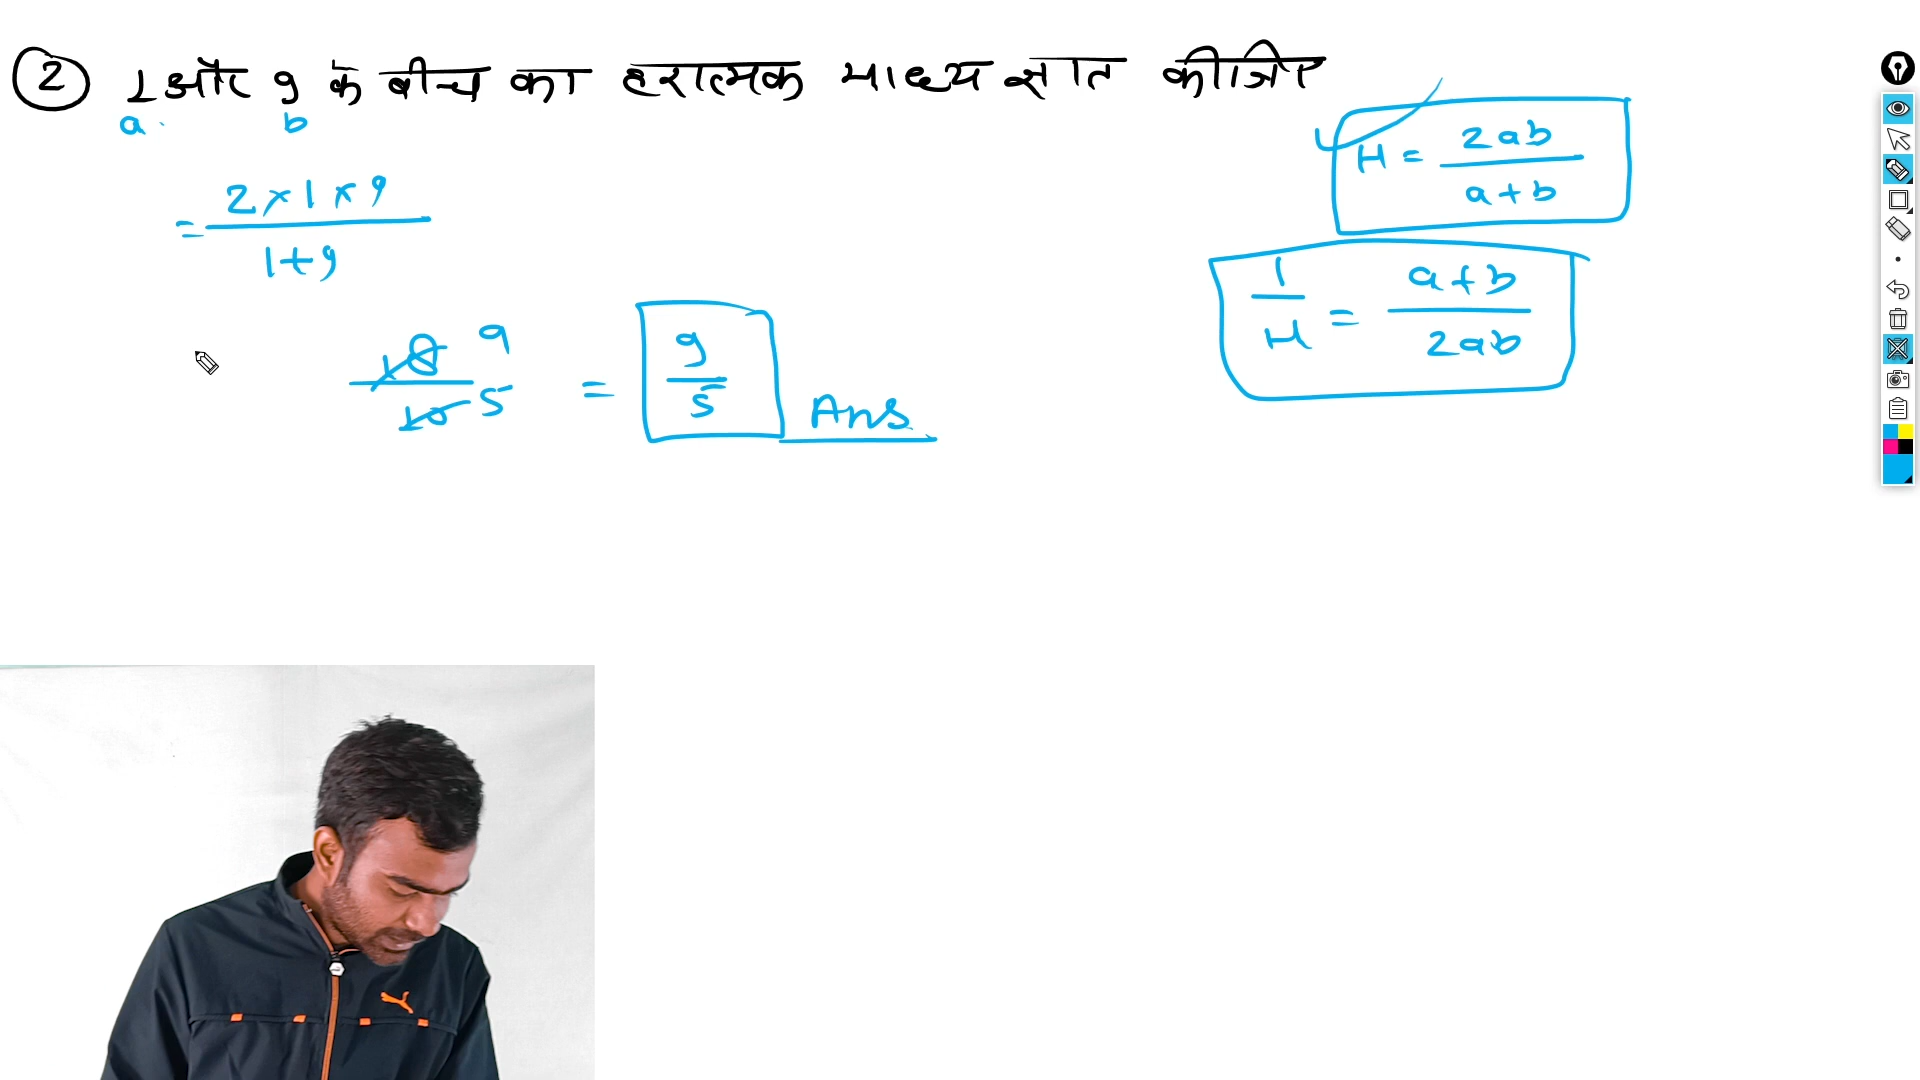 ② 1 और 9 के बीच का हरात्मक माध्य ज्ञात कीजिए
a. b
H = 2ab / a+b
= 2×1×9 / 1+9
1/H = a+b / 2ab
18 9 / 10 5 = 9/5 Ans